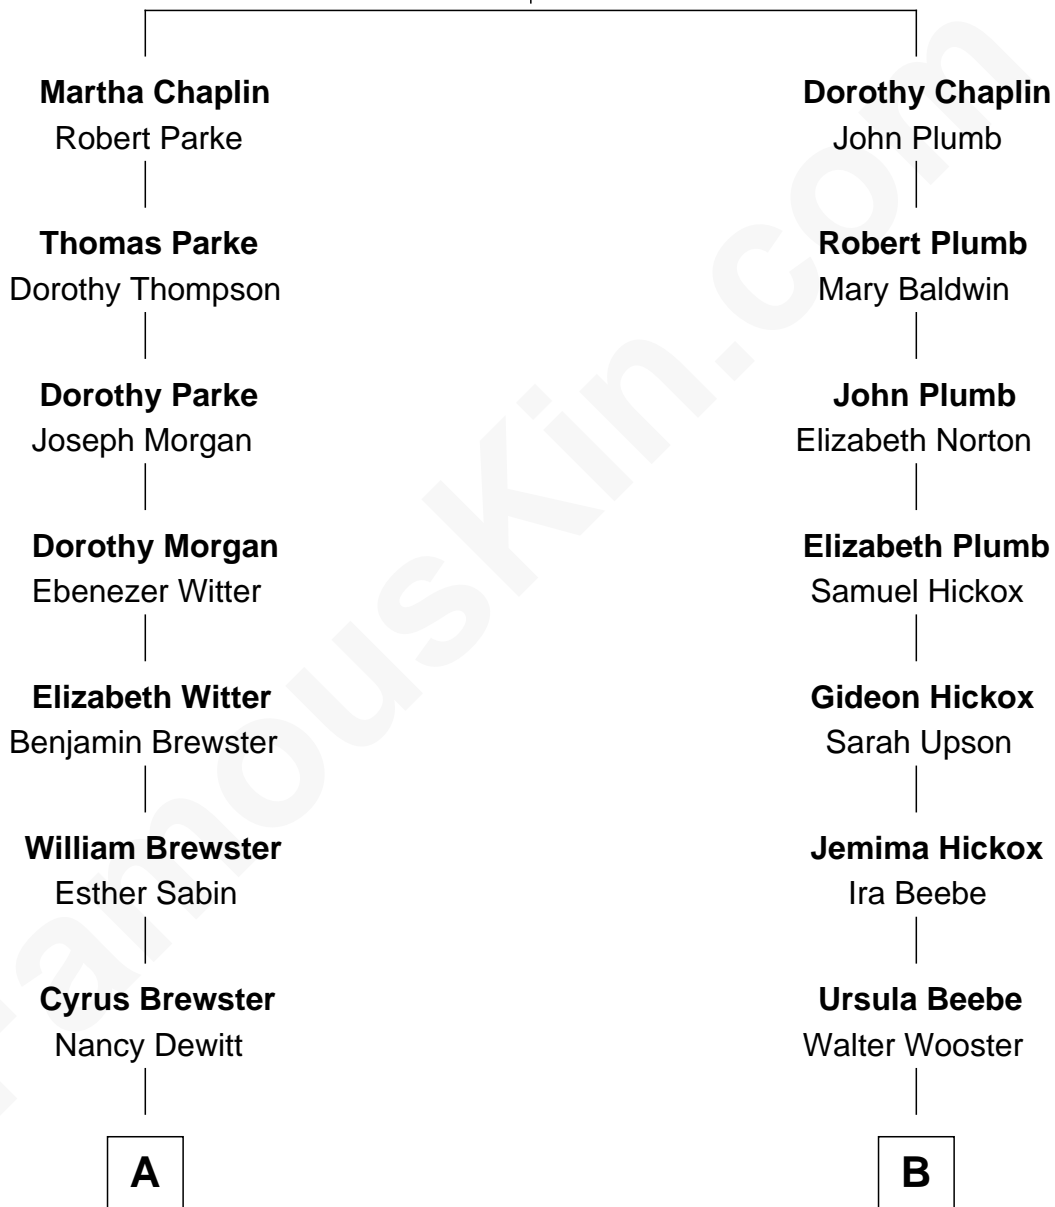 Martha Chaplin
Robert Parke
Thomas Parke
Dorothy Thompson
Dorothy Parke
Joseph Morgan
Dorothy Morgan
Ebenezer Witter
Elizabeth Witter
Benjamin Brewster
William Brewster
Esther Sabin
Cyrus Brewster
Nancy Dewitt
A
Dorothy Chaplin
John Plumb
Robert Plumb
Mary Baldwin
John Plumb
Elizabeth Norton
Elizabeth Plumb
Samuel Hickox
Gideon Hickox
Sarah Upson
Jemima Hickox
Ira Beebe
Ursula Beebe
Walter Wooster
B
FamousKin.com